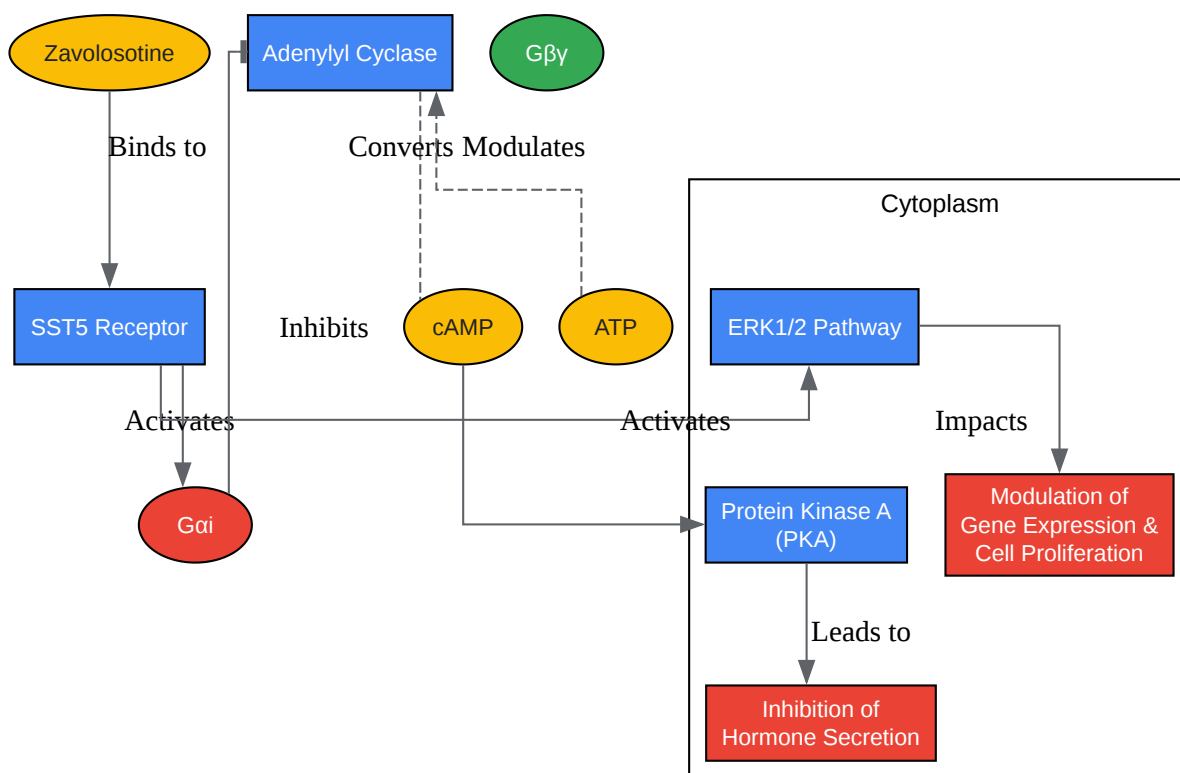 Zavolosotine
Adenylyl Cyclase
Gβγ
Binds to
Converts
Modulates
Cytoplasm
SST5 Receptor
Inhibits
cAMP
ATP
ERK1/2 Pathway
Activates
Activates
Impacts
Gαi
Protein Kinase A
(PKA)
Modulation of
Gene Expression &
Cell Proliferation
Leads to
Inhibition of
Hormone Secretion